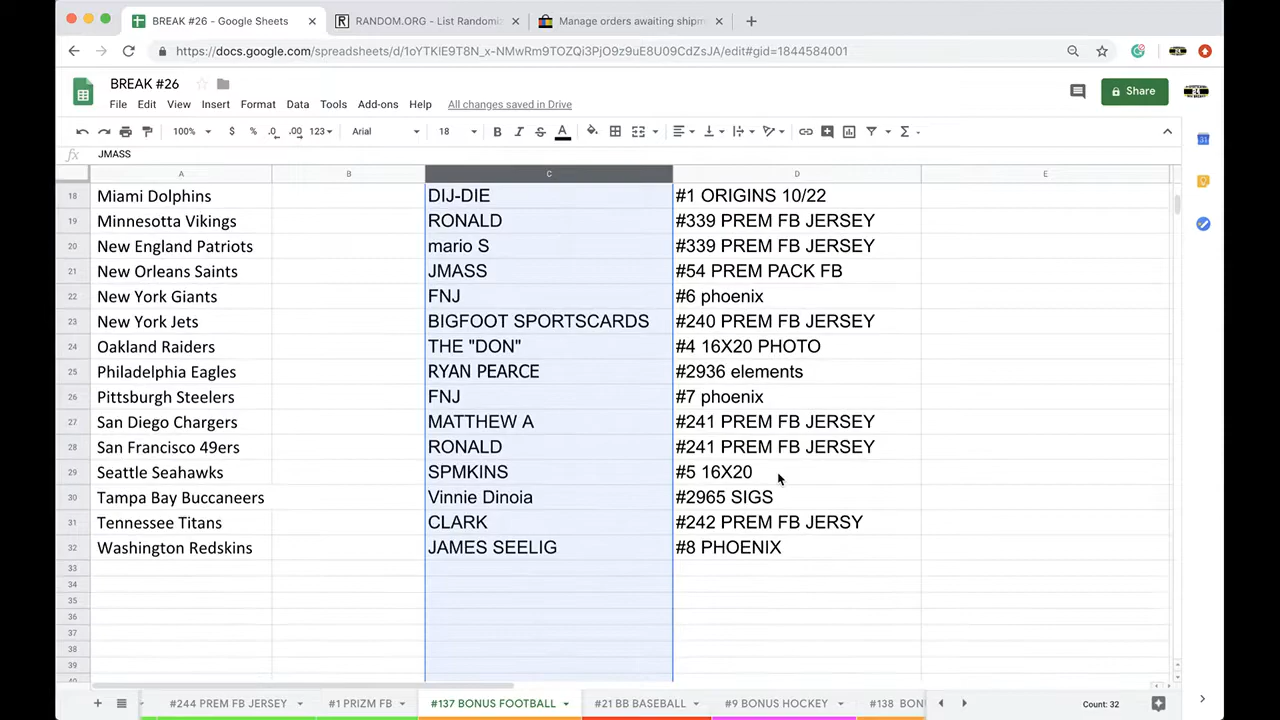 BREAK #26 - Google Sheets
RANDOM.ORG - List Randomi
Manage orders awaiting shipm
https://docs.google.com/spreadsheets/d/1oYTKlE9T8N_x-NMwRm9TOZQi3PjO9z9uE8U09CdZsJA/edit#gid=1844584001
BREAK #26
Share
File Edit View Insert Format Data Tools Add-ons Help All changes saved in Drive
100% $ % .0 .00 123 Arial 18 B I S A
fx JMASS
A B C D E
18 Miami Dolphins DIJ-DIE #1 ORIGINS 10/22
19 Minnesotta Vikings RONALD #339 PREM FB JERSEY
20 New England Patriots mario S #339 PREM FB JERSEY
21 New Orleans Saints JMASS #54 PREM PACK FB
22 New York Giants FNJ #6 phoenix
23 New York Jets BIGFOOT SPORTSCARDS #240 PREM FB JERSEY
24 Oakland Raiders THE "DON" #4 16X20 PHOTO
25 Philadelphia Eagles RYAN PEARCE #2936 elements
26 Pittsburgh Steelers FNJ #7 phoenix
27 San Diego Chargers MATTHEW A #241 PREM FB JERSEY
28 San Francisco 49ers RONALD #241 PREM FB JERSEY
29 Seattle Seahawks SPMKINS #5 16X20
30 Tampa Bay Buccaneers Vinnie Dinoia #2965 SIGS
31 Tennessee Titans CLARK #242 PREM FB JERSY
32 Washington Redskins JAMES SEELIG #8 PHOENIX
33
34
35
36
37
38
39
#244 PREM FB JERSEY #1 PRIZM FB #137 BONUS FOOTBALL #21 BB BASEBALL #9 BONUS HOCKEY #138 BON Count: 32